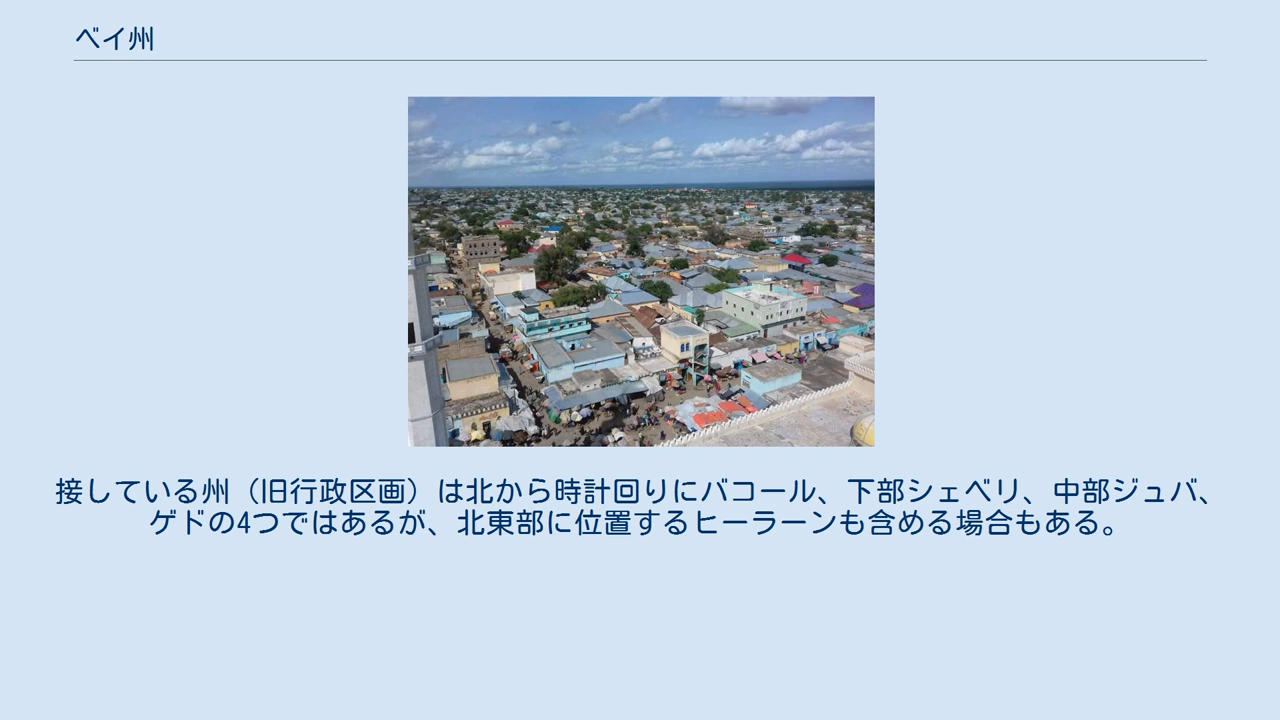 ベイ州
接している州（旧行政区画）は北から時計回りにバコール、下部シェベリ、中部ジュバ、
ゲドの4つではあるが、北東部に位置するヒーラーンも含める場合もある。